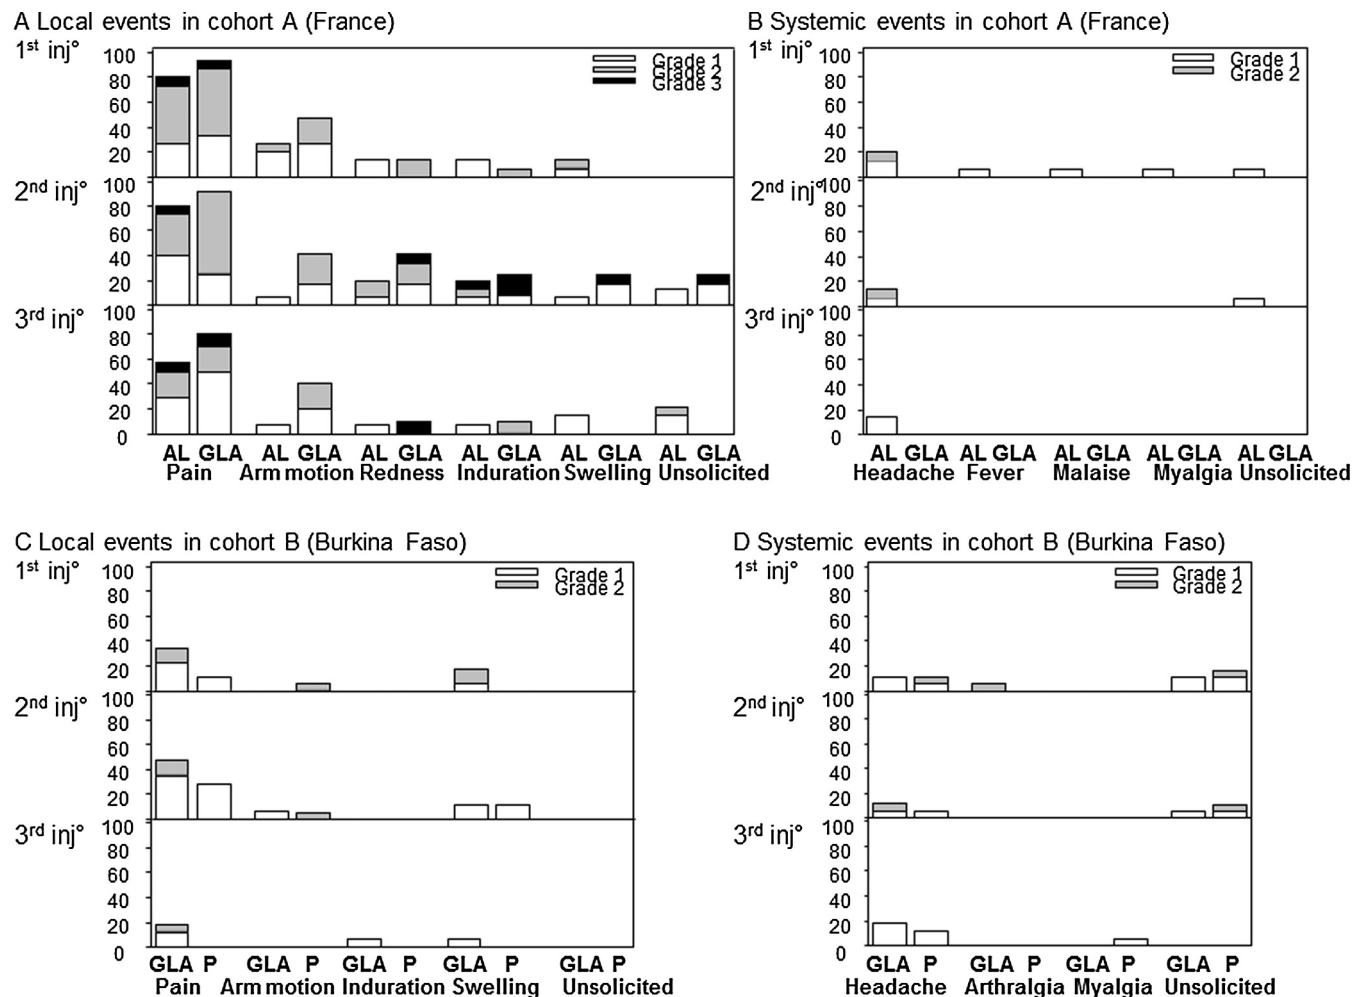 A Local events in cohort A (France)
1st inj°
100
80
60
40
20
Grade 1
Grade 2
Grade 3
2nd inj°
100
80
60
40
20
3rd inj°
100
80
60
40
20
0
AL GLA AL GLA AL GLA AL GLA AL GLA AL GLA
Pain Arm motion Redness Induration Swelling Unsolicited
B Systemic events in cohort A (France)
1st inj°
100
80
60
40
20
Grade 1
Grade 2
2nd inj°
100
80
60
40
20
3rd inj°
100
80
60
40
20
0
AL GLA AL GLA AL GLA AL GLA AL GLA
Headache Fever Malaise Myalgia Unsolicited
C Local events in cohort B (Burkina Faso)
1st inj°
100
80
60
40
20
Grade 1
Grade 2
2nd inj°
100
80
60
40
20
3rd inj°
100
80
60
40
20
0
GLA P GLA P GLA P GLA P GLA P
Pain Arm motion Induration Swelling Unsolicited
D Systemic events in cohort B (Burkina Faso)
1st inj°
100
80
60
40
20
Grade 1
Grade 2
2nd inj°
100
80
60
40
20
3rd inj°
100
80
60
40
20
0
GLA P GLA P GLA P GLA P
Headache Arthralgia Myalgia Unsolicited